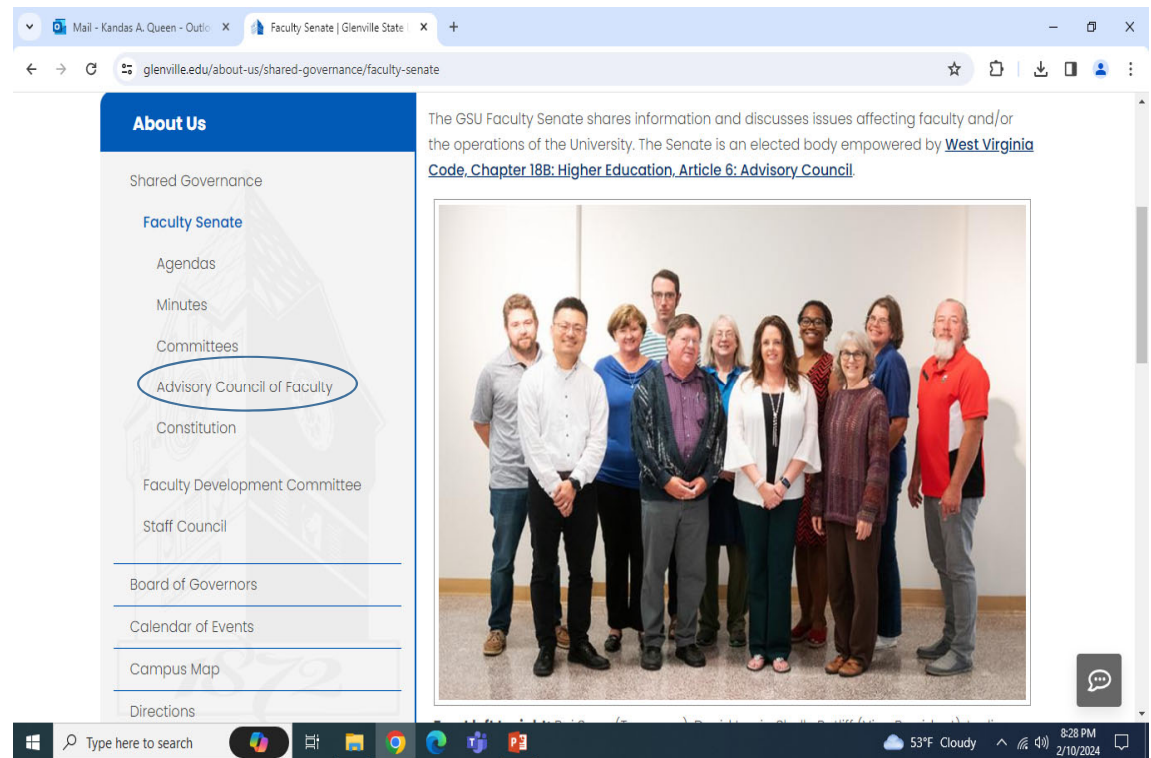 Mail - Kandas A. Queen - Outlo
Faculty Senate | Glenville State
glenville.edu/about-us/shared-governance/faculty-senate
About Us
Shared Governance
Faculty Senate
Agendas
Minutes
Committees
Advisory Council of Faculty
Constitution
Faculty Development Committee
Staff Council
Board of Governors
Calendar of Events
Campus Map
Directions
1872
The GSU Faculty Senate shares information and discusses issues affecting faculty and/or
the operations of the University. The Senate is an elected body empowered by West Virginia
Code, Chapter 18B: Higher Education, Article 6: Advisory Council.
Type here to search
53°F Cloudy
8:28 PM
2/10/2024